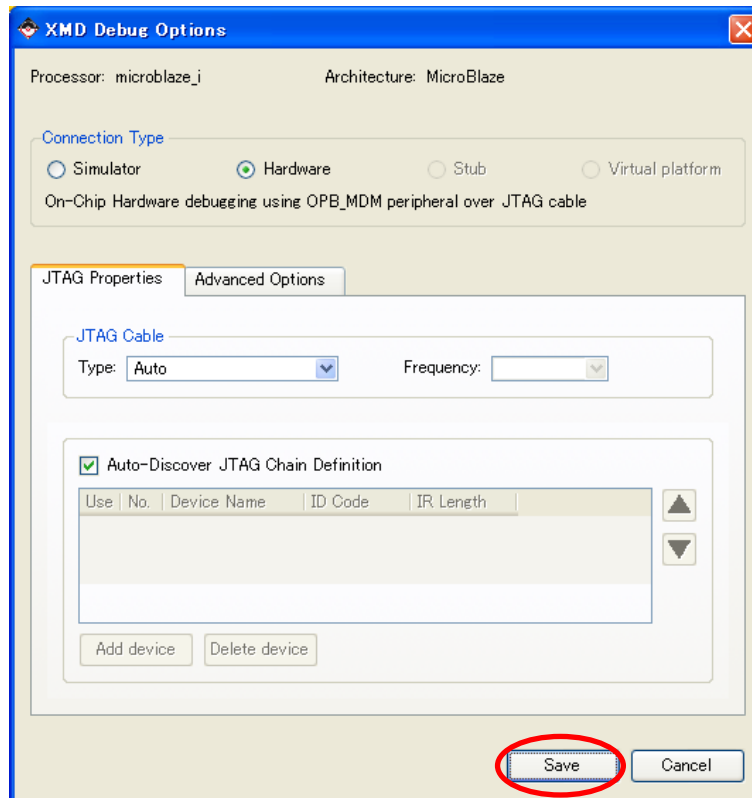 XMD Debug Options
Processor: microblaze_i Architecture: MicroBlaze
Connection Type
Simulator Hardware Stub Virtual platform
On-Chip Hardware debugging using OPB_MDM peripheral over JTAG cable
JTAG Properties Advanced Options
JTAG Cable
Type: Auto Frequency:
Auto-Discover JTAG Chain Definition
Use No. Device Name ID Code IR Length
Add device Delete device
Save Cancel